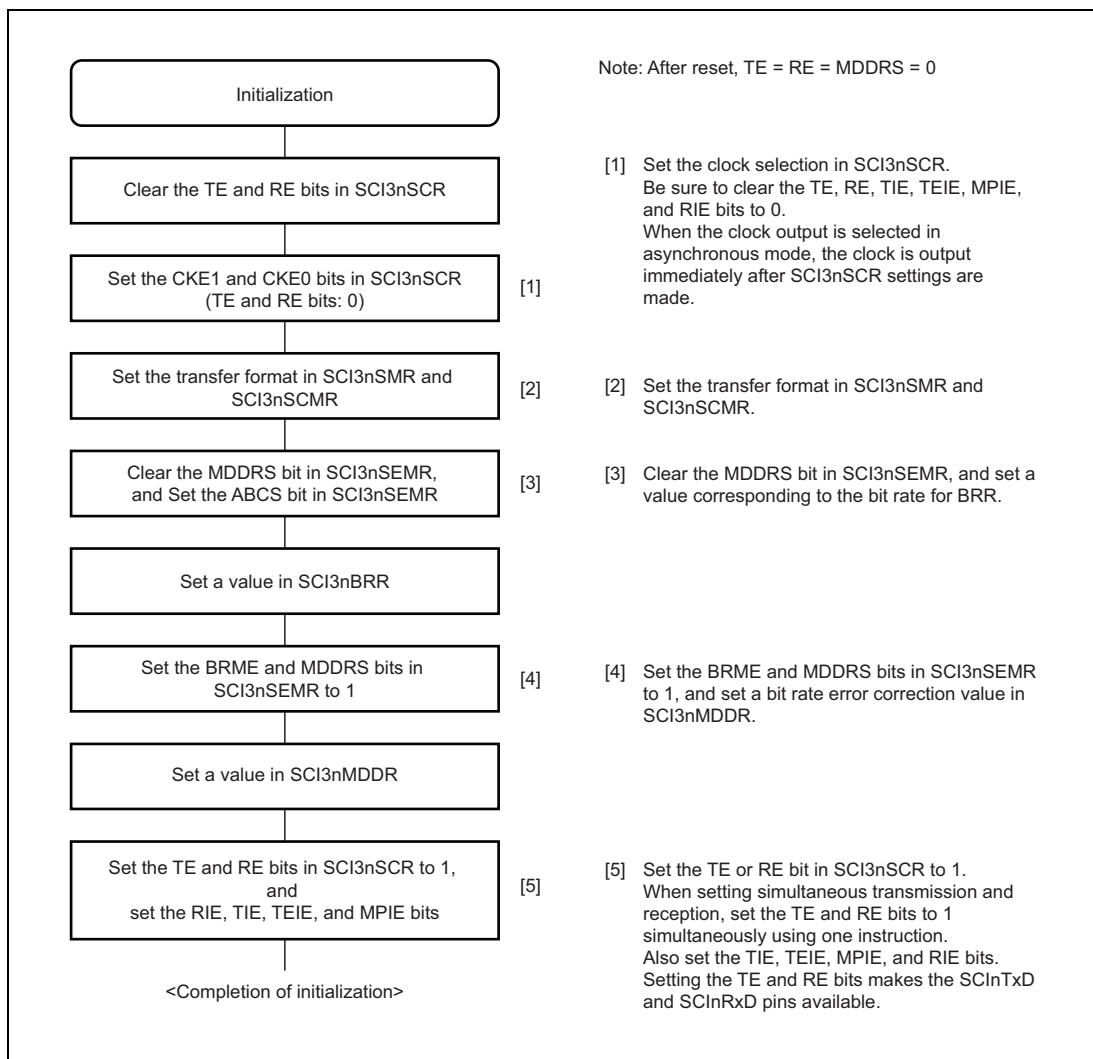 Note: After reset, TE = RE = MDDRS = 0
Initialization
Clear the TE and RE bits in SCI3nSCR
Set the CKE1 and CKE0 bits in SCI3nSCR
(TE and RE bits: 0)
[1]
[1] Set the clock selection in SCI3nSCR.
Be sure to clear the TE, RE, TIE, TEIE, MPIE,
and RIE bits to 0.
When the clock output is selected in
asynchronous mode, the clock is output
immediately after SCI3nSCR settings are
made.
Set the transfer format in SCI3nSMR and
SCI3nSCMR
[2]
[2] Set the transfer format in SCI3nSMR and
SCI3nSCMR.
Clear the MDDRS bit in SCI3nSEMR,
and Set the ABCS bit in SCI3nSEMR
[3]
[3] Clear the MDDRS bit in SCI3nSEMR, and set a
value corresponding to the bit rate for BRR.
Set a value in SCI3nBRR
Set the BRME and MDDRS bits in
SCI3nSEMR to 1
[4]
[4] Set the BRME and MDDRS bits in SCI3nSEMR
to 1, and set a bit rate error correction value in
SCI3nMDDR.
Set a value in SCI3nMDDR
Set the TE and RE bits in SCI3nSCR to 1,
and
set the RIE, TIE, TEIE, and MPIE bits
[5]
[5] Set the TE or RE bit in SCI3nSCR to 1.
When setting simultaneous transmission and
reception, set the TE and RE bits to 1
simultaneously using one instruction.
Also set the TIE, TEIE, MPIE, and RIE bits.
Setting the TE and RE bits makes the SCInTxD
and SCInRxD pins available.
<Completion of initialization>